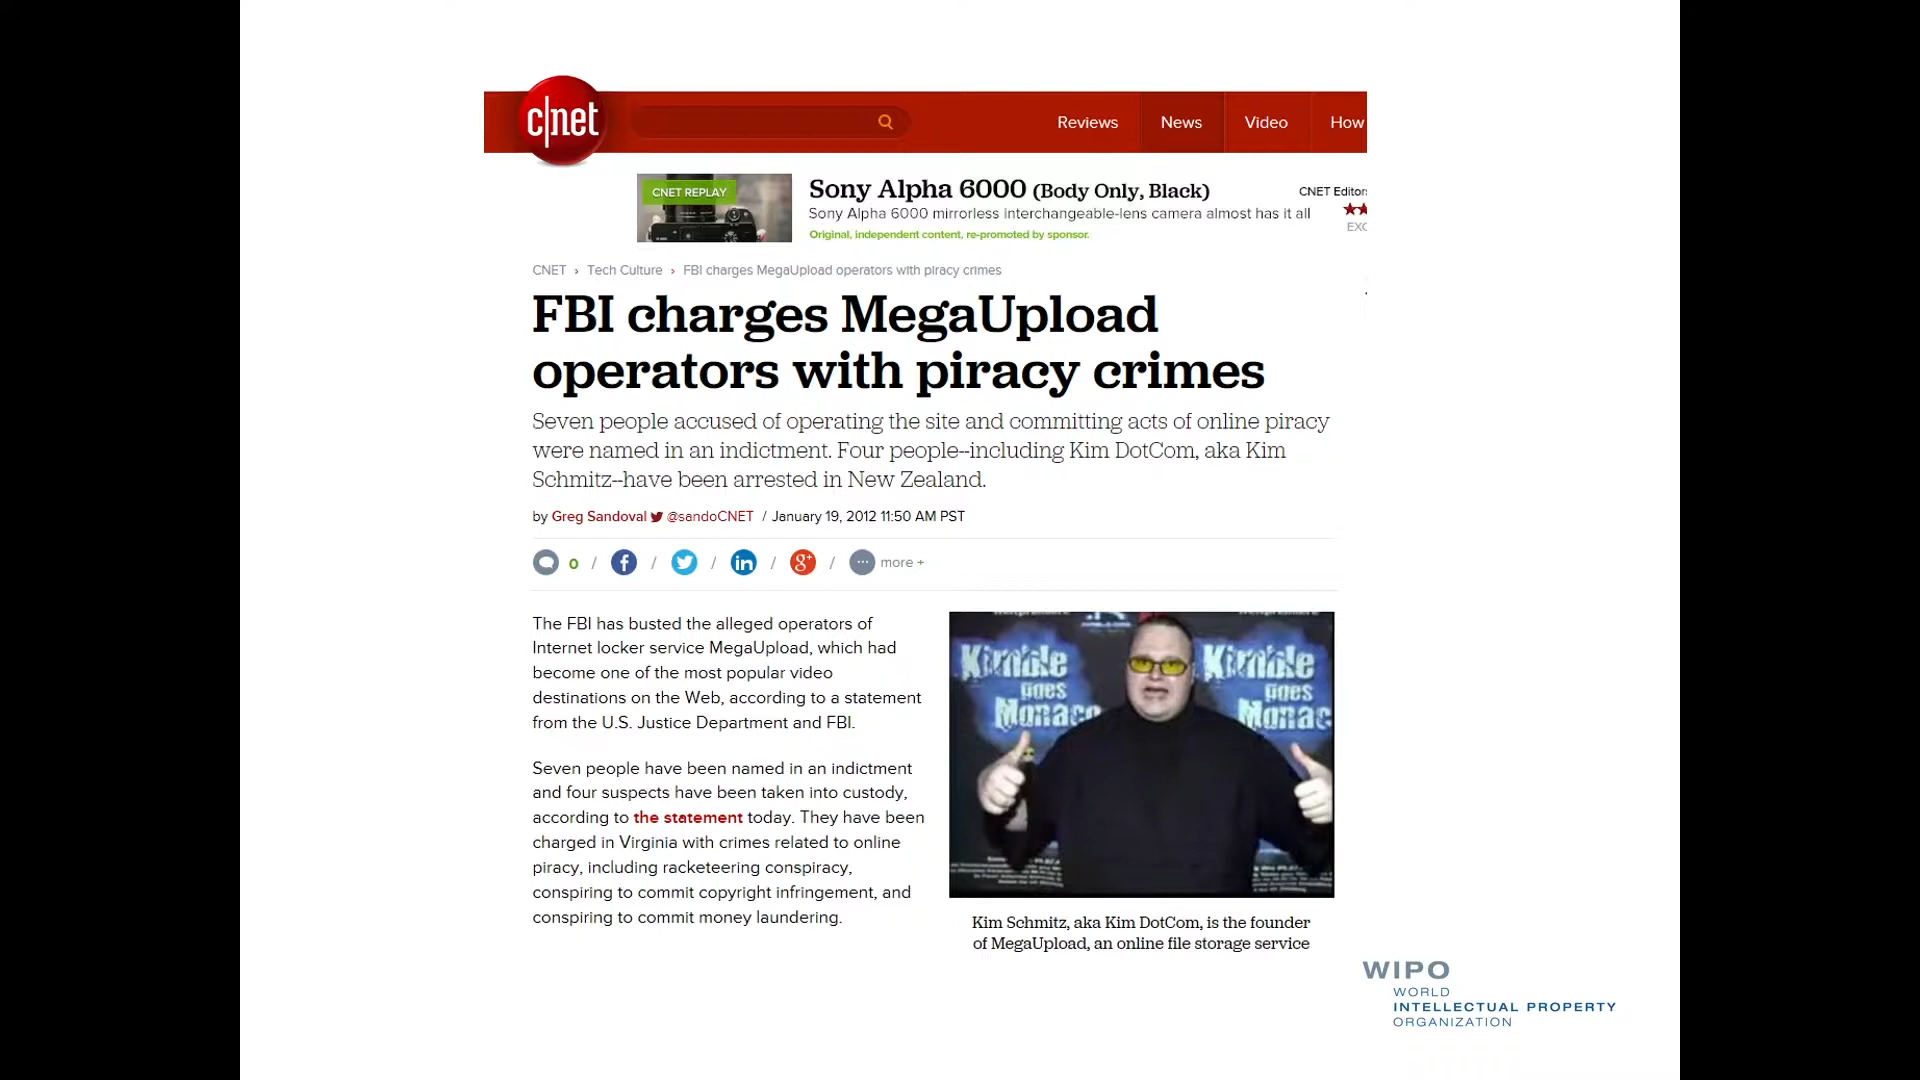 c|net
Reviews
News
Video
How
CNET REPLAY
Sony Alpha 6000 (Body Only, Black)
Sony Alpha 6000 mirrorless interchangeable-lens camera almost has it all
Original, independent content, re-promoted by sponsor.
CNET Editors
EXC
CNET › Tech Culture › FBI charges MegaUpload operators with piracy crimes
FBI charges MegaUpload
operators with piracy crimes
Seven people accused of operating the site and committing acts of online piracy
were named in an indictment. Four people--including Kim DotCom, aka Kim
Schmitz--have been arrested in New Zealand.
by Greg Sandoval @sandoCNET / January 19, 2012 11:50 AM PST
0 / f / / in / g+ / ... more +
The FBI has busted the alleged operators of
Internet locker service MegaUpload, which had
become one of the most popular video
destinations on the Web, according to a statement
from the U.S. Justice Department and FBI.
Seven people have been named in an indictment
and four suspects have been taken into custody,
according to the statement today. They have been
charged in Virginia with crimes related to online
piracy, including racketeering conspiracy,
conspiring to commit copyright infringement, and
conspiring to commit money laundering.
Kimble
goes
Monaco
Kimble
goes
Monac
Kim Schmitz, aka Kim DotCom, is the founder
of MegaUpload, an online file storage service
WIPO
WORLD
INTELLECTUAL PROPERTY
ORGANIZATION